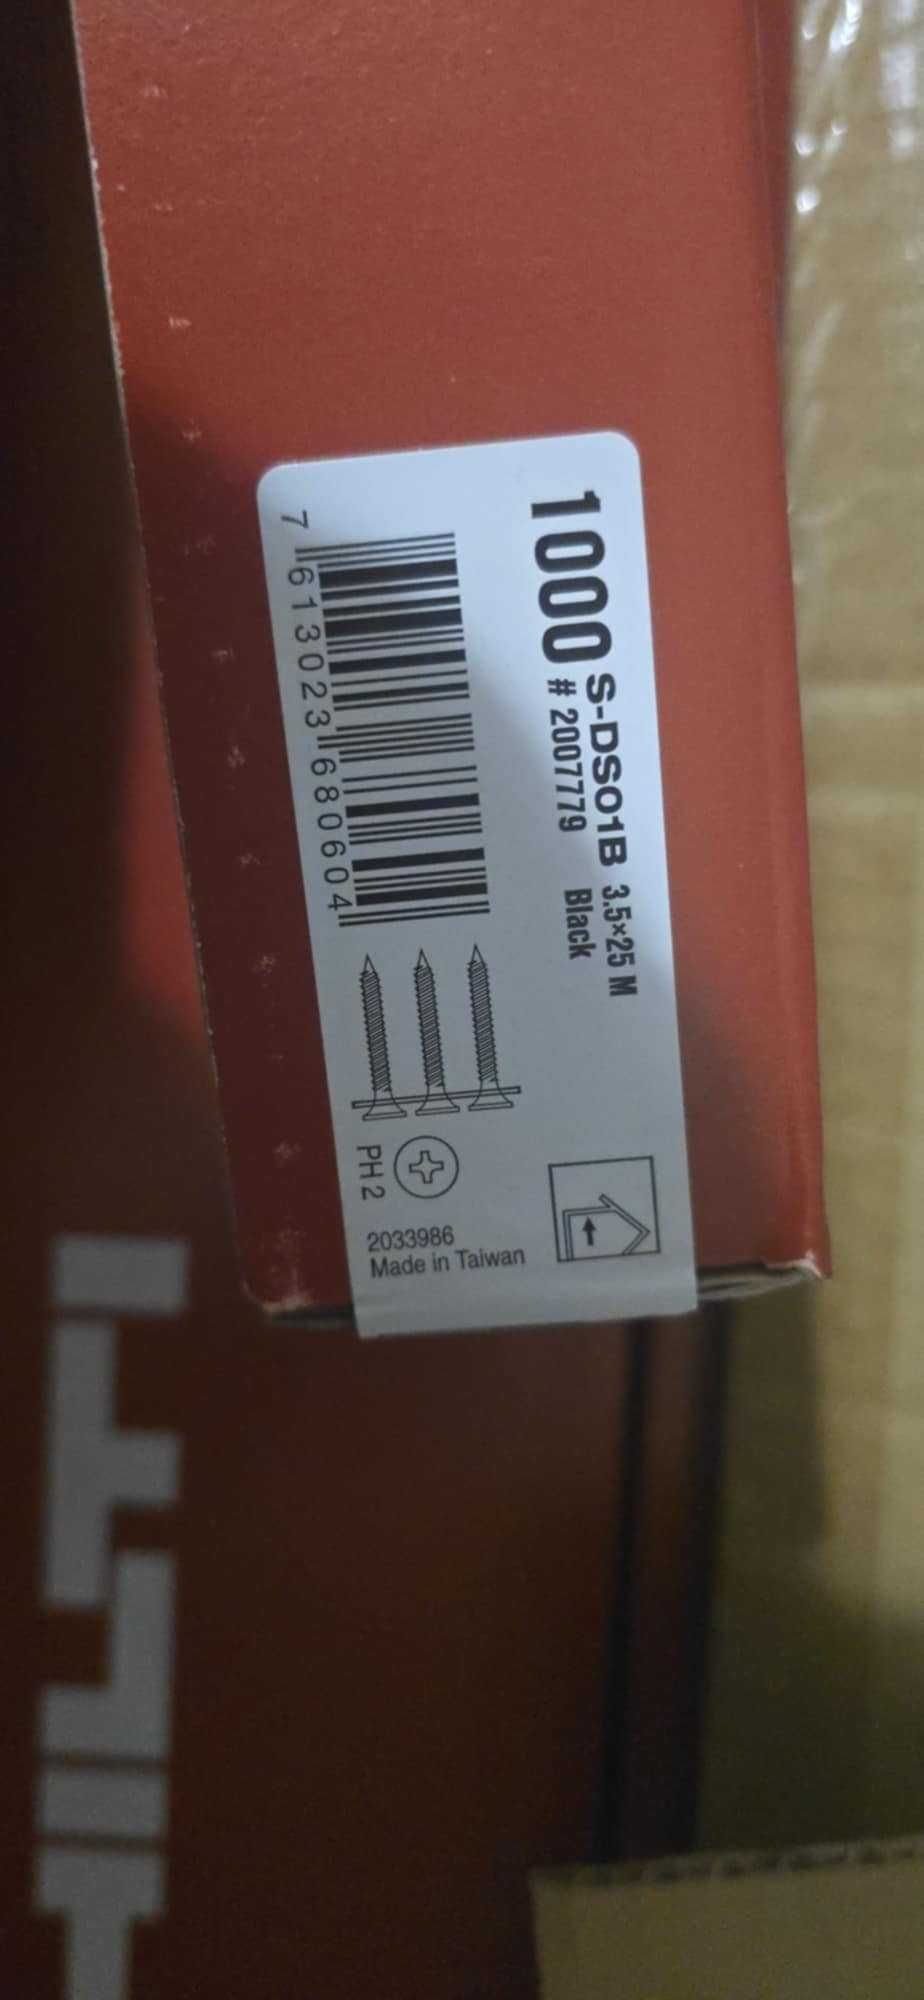 1000 S-DS01B 3.5×25 M
# 2007779 Black
7 613023 680604
PH2
2033986
Made in Taiwan
HILTI